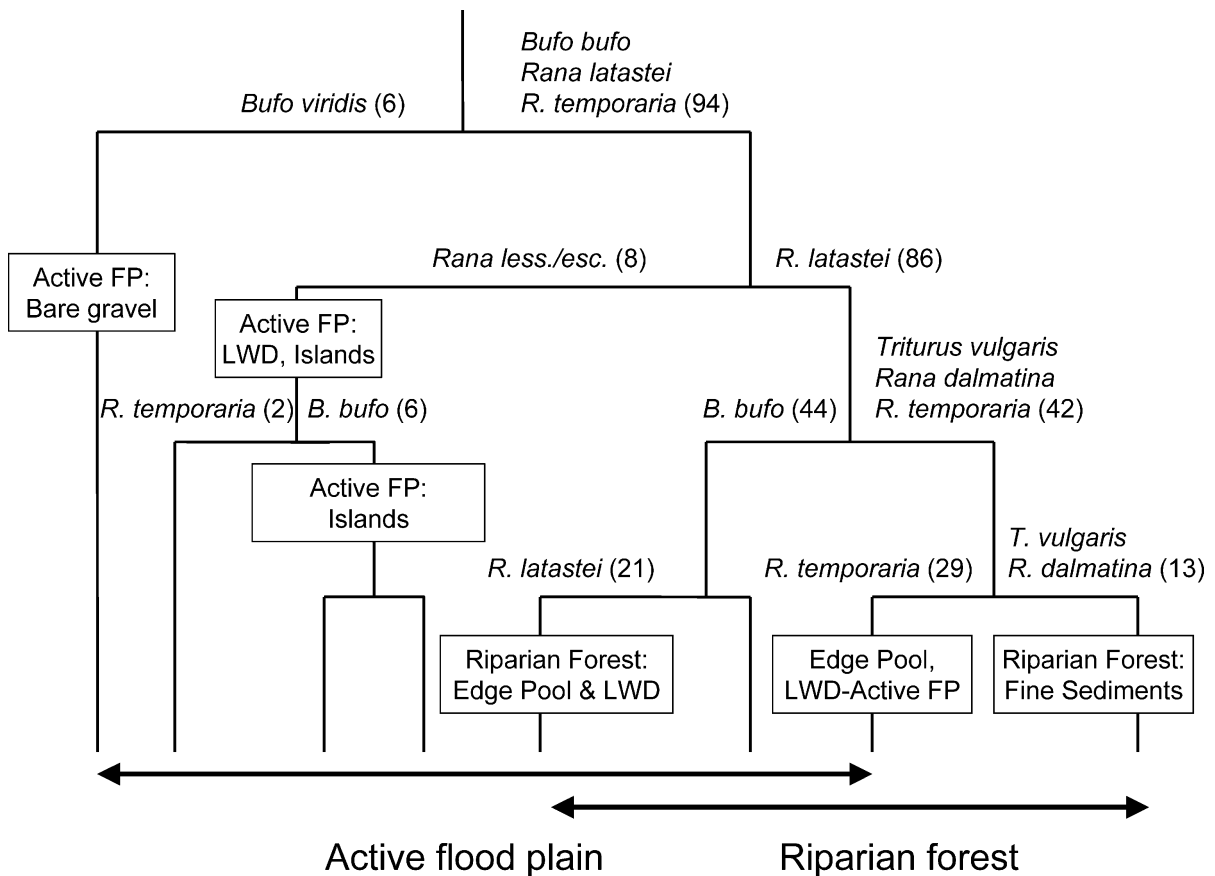 Bufo bufo
Rana latastei
Bufo viridis (6)
R. temporaria (94)
Rana less./esc. (8)
R. latastei (86)
Active FP:
Bare gravel
Active FP:
LWD, Islands
Triturus vulgaris
Rana dalmatina
R. temporaria (2)
B. bufo (6)
B. bufo (44)
R. temporaria (42)
Active FP:
Islands
R. latastei (21)
R. temporaria (29)
T. vulgaris
R. dalmatina (13)
Riparian Forest:
Edge Pool & LWD
Edge Pool,
LWD-Active FP
Riparian Forest:
Fine Sediments
Active flood plain
Riparian forest